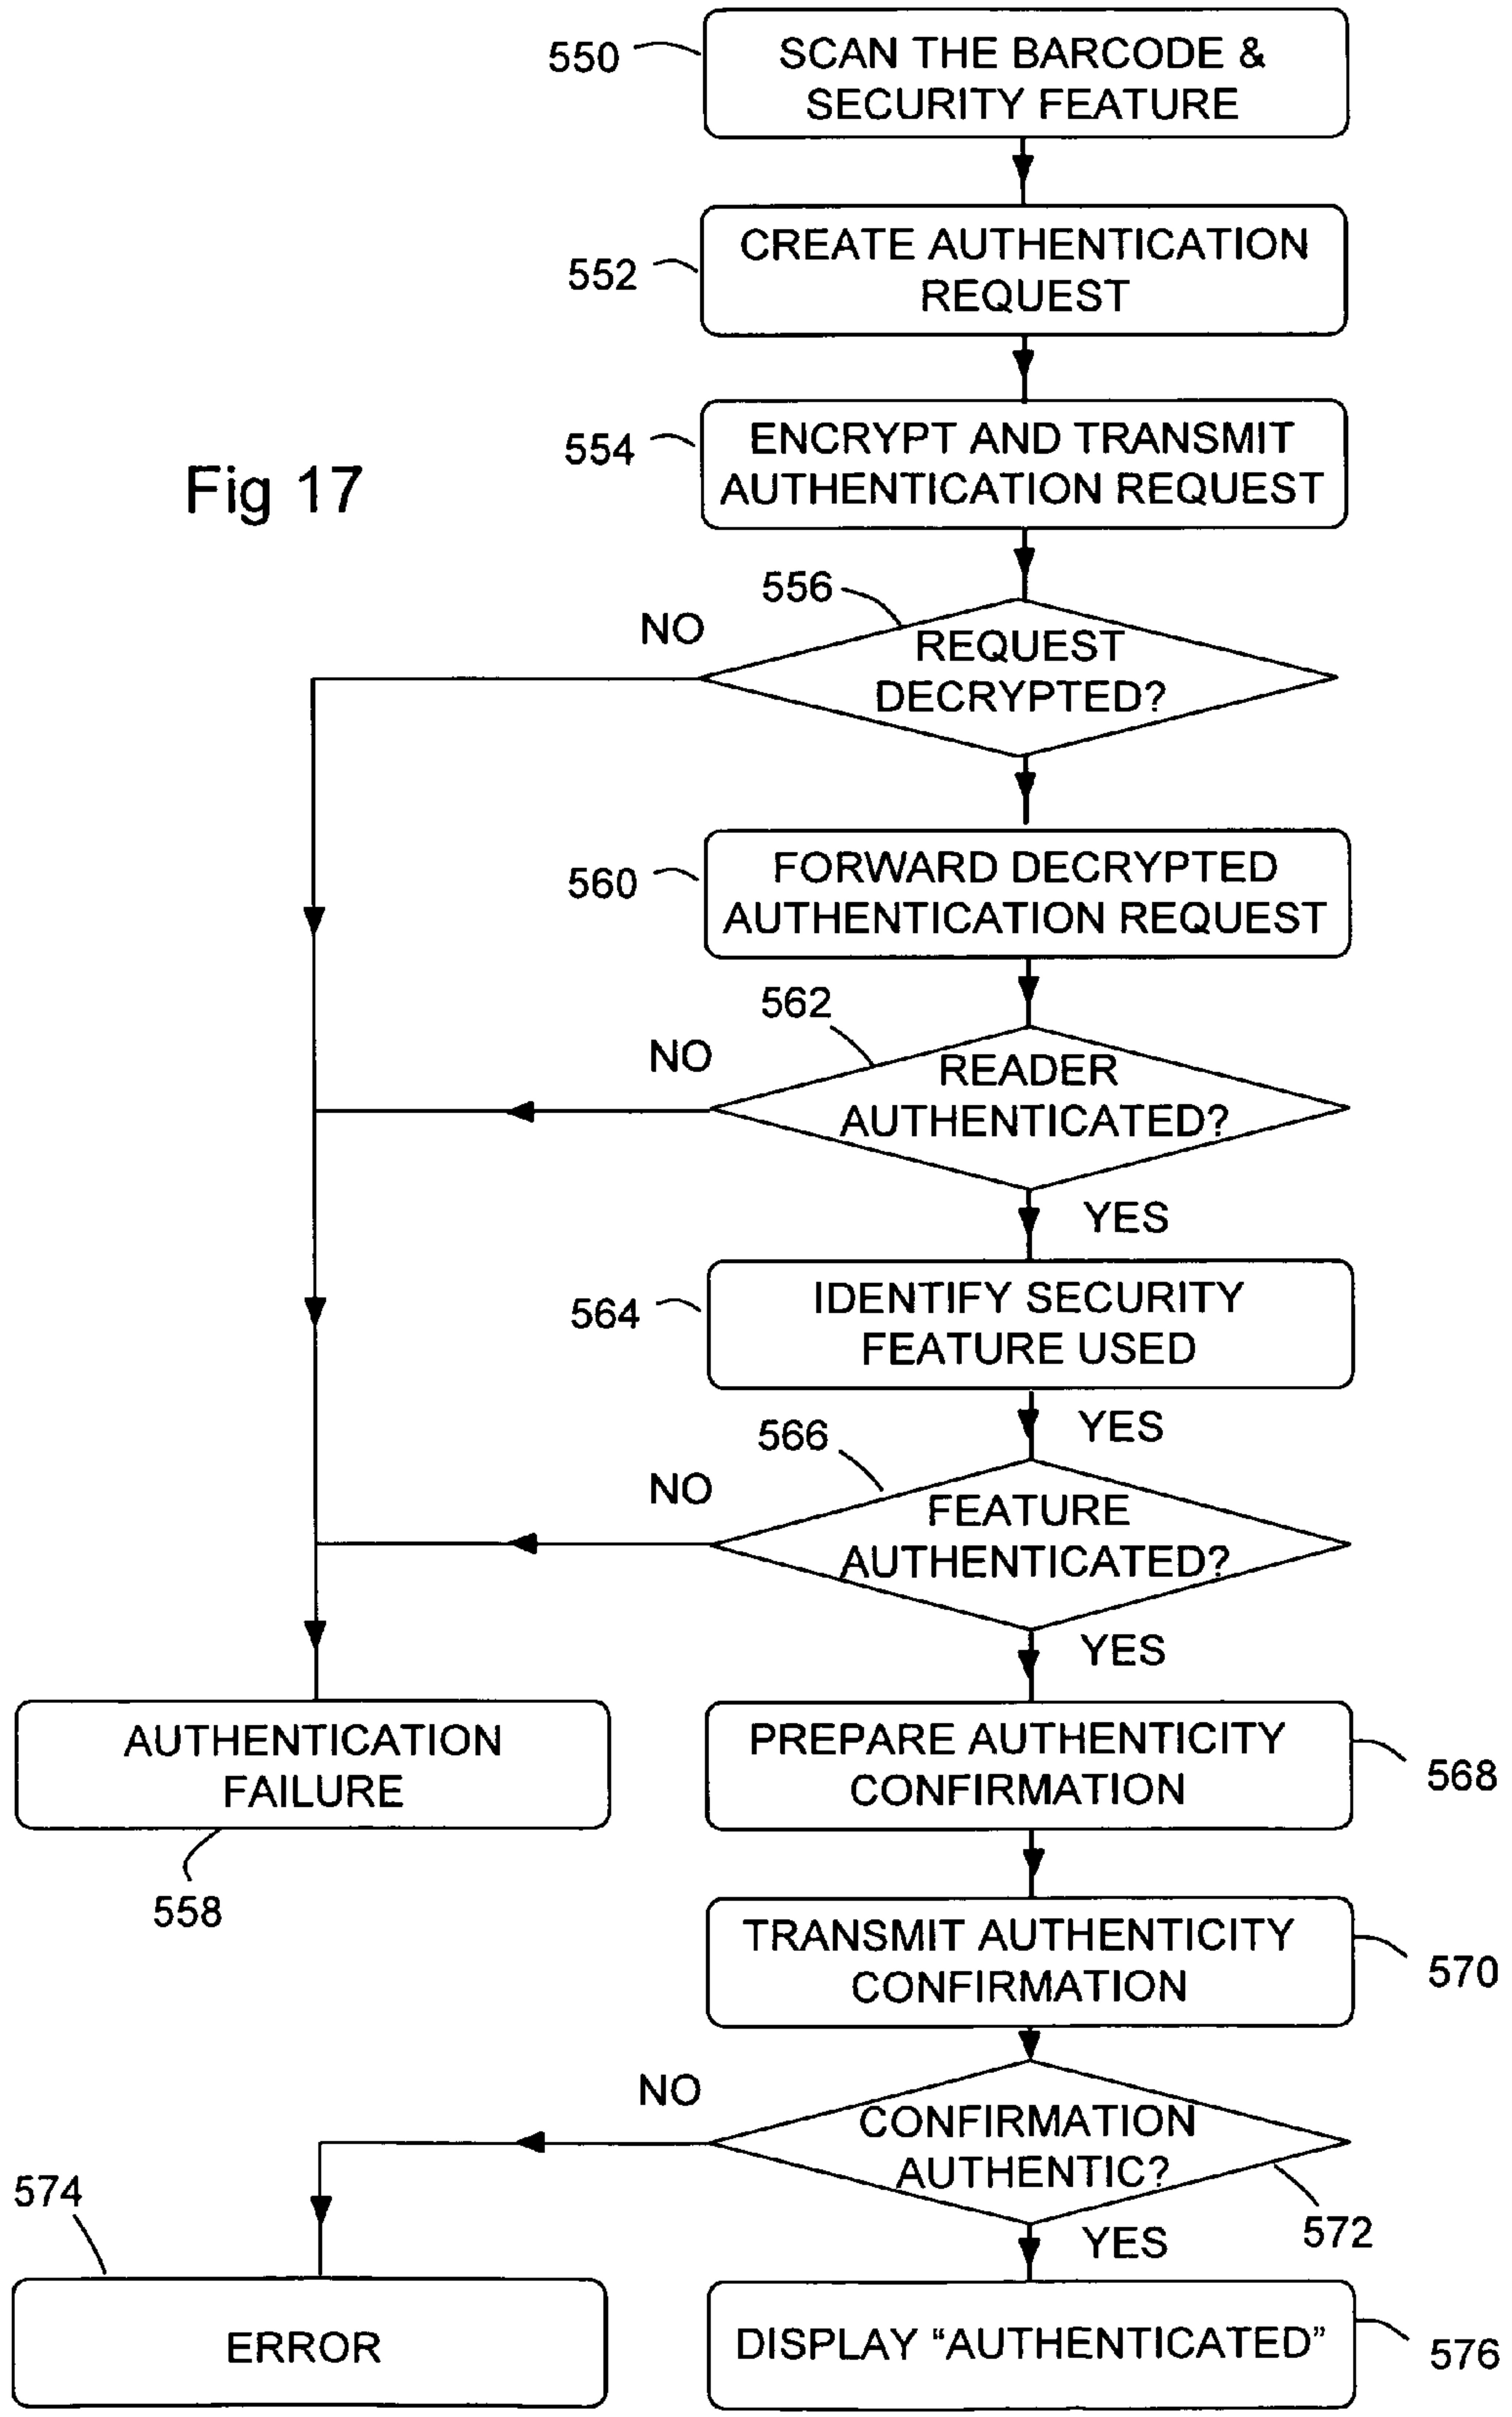 550
SCAN THE BARCODE &
SECURITY FEATURE
552
CREATE AUTHENTICATION
REQUEST
554
ENCRYPT AND TRANSMIT
AUTHENTICATION REQUEST
Fig 17
556
NO
REQUEST
DECRYPTED?
560
FORWARD DECRYPTED
AUTHENTICATION REQUEST
562
NO
READER
AUTHENTICATED?
YES
564
IDENTIFY SECURITY
FEATURE USED
YES
566
NO
FEATURE
AUTHENTICATED?
YES
AUTHENTICATION
FAILURE
558
PREPARE AUTHENTICITY
CONFIRMATION
568
TRANSMIT AUTHENTICITY
CONFIRMATION
570
NO
CONFIRMATION
AUTHENTIC?
572
YES
574
ERROR
DISPLAY “AUTHENTICATED”
576